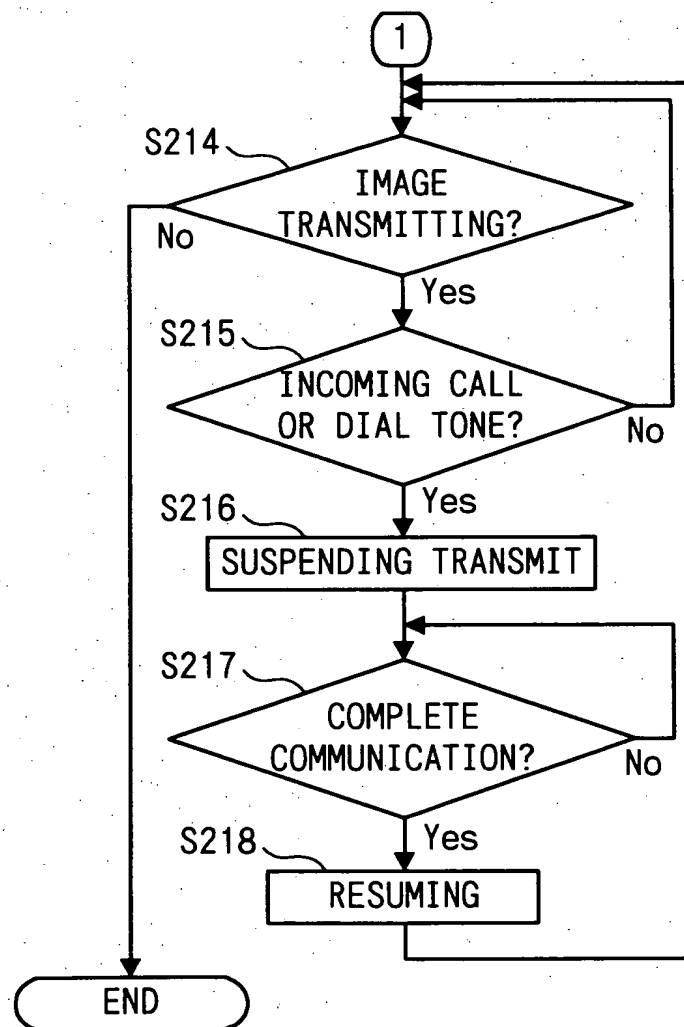 1
S214
IMAGE
TRANSMITTING?
No
Yes
S215
INCOMING CALL
OR DIAL TONE?
No
Yes
S216
SUSPENDING TRANSMIT
S217
COMPLETE
COMMUNICATION?
No
Yes
S218
RESUMING
END